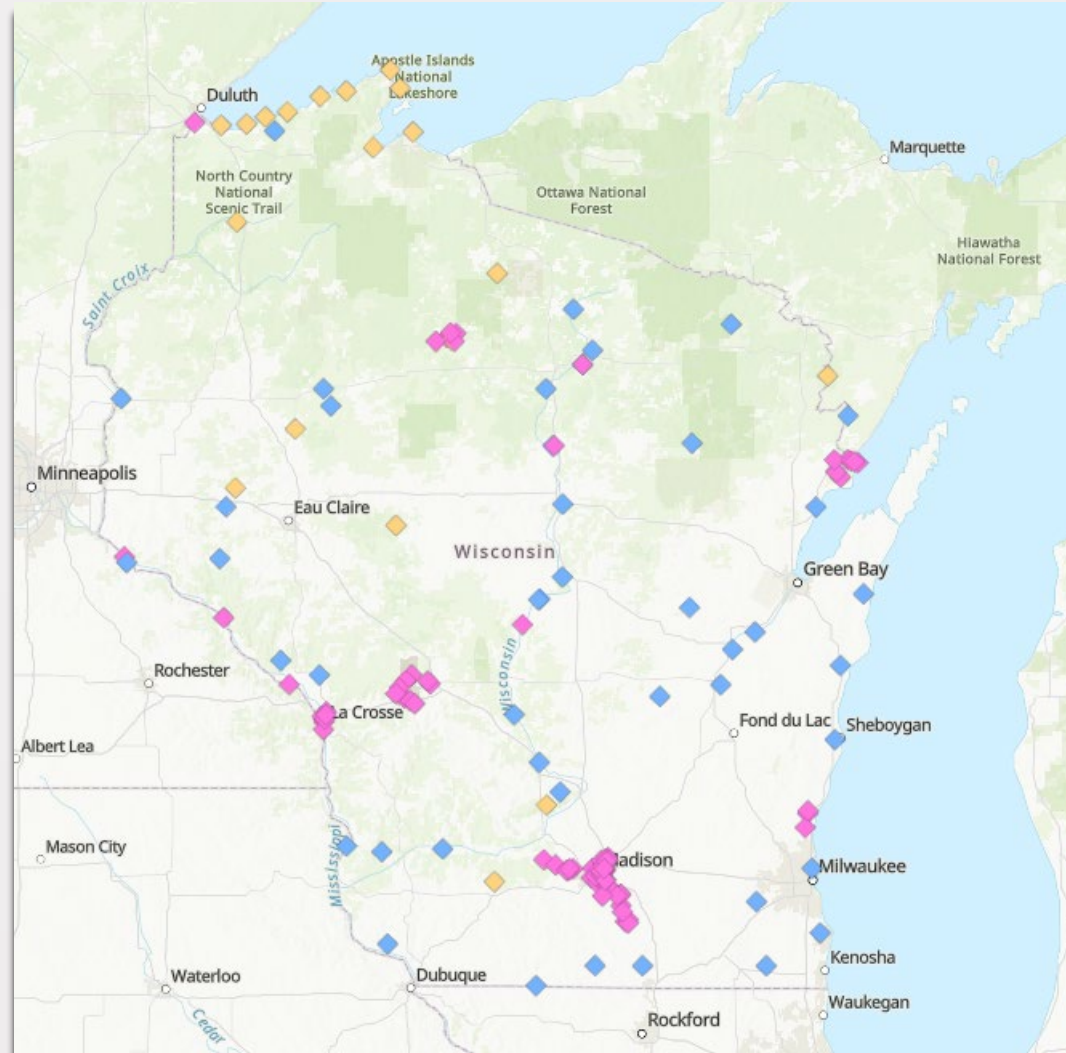 Apostle Islands
National
Lakeshore
Duluth
Marquette
North Country
National
Scenic Trail
Ottawa National
Forest
Hiawatha
National Forest
Saint Croix
Minneapolis
Eau Claire
Wisconsin
Green Bay
Rochester
Wisconsin
La Crosse
Fond du Lac
Sheboygan
Albert Lea
Mason City
Mississippi
Madison
Milwaukee
Waterloo
Dubuque
Kenosha
Waukegan
Cedar
Rockford